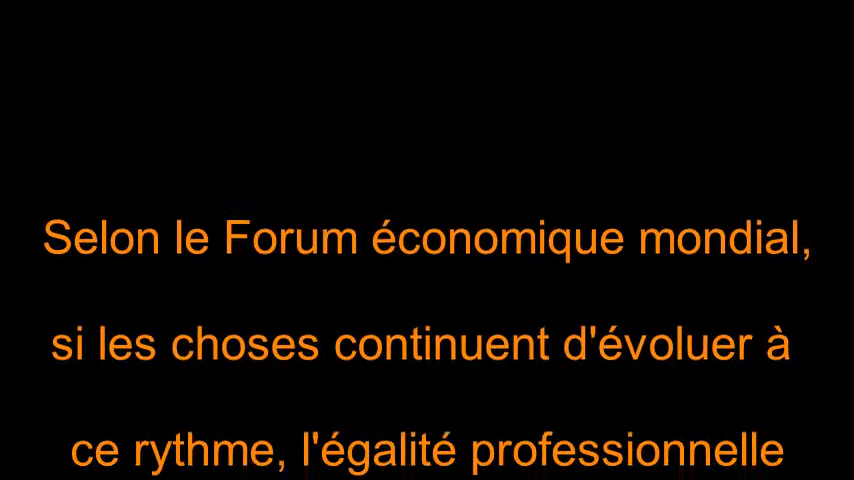 Selon le Forum économique mondial,
si les choses continuent d'évoluer à
ce rythme, l'égalité professionnelle